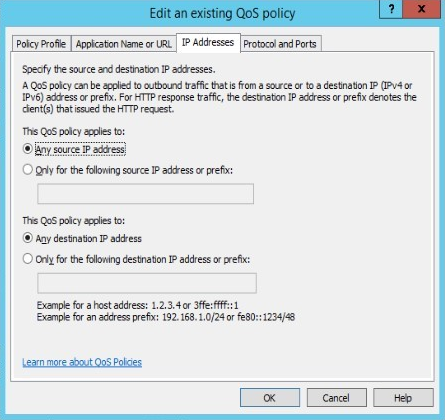 Edit an existing QoS policy
? X
Policy Profile Application Name or URL IP Addresses Protocol and Ports
Specify the source and destination IP addresses.
A QoS policy can be applied to outbound traffic that is from a source or to a destination IP (IPv4 or
IPv6) address or prefix. For HTTP response traffic, the destination IP address or prefix denotes the
client(s) that issued the HTTP request.
This QoS policy applies to:
Any source IP address
Only for the following source IP address or prefix:
This QoS policy applies to:
Any destination IP address
Only for the following destination IP address or prefix:
Example for a host address: 1.2.3.4 or 3ffe:ffff::1
Example for an address prefix: 192.168.1.0/24 or fe80::1234/48
Learn more about QoS Policies
OK Cancel Help